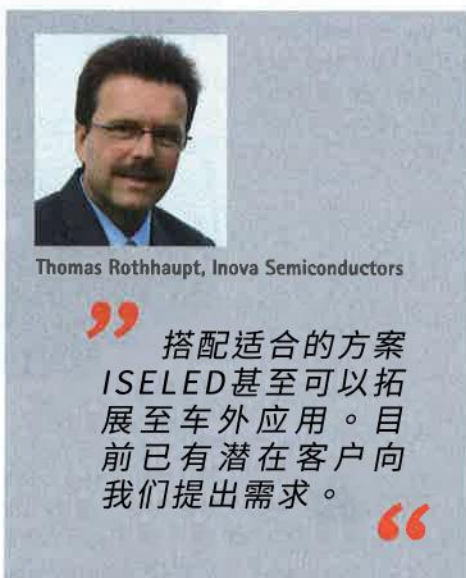 Thomas Rothhaupt, Inova Semiconductors
”
搭配适合的方案
ISELED甚至可以拓
展至车外应用。目
前已有潜在客户向
我们提出需求。
“